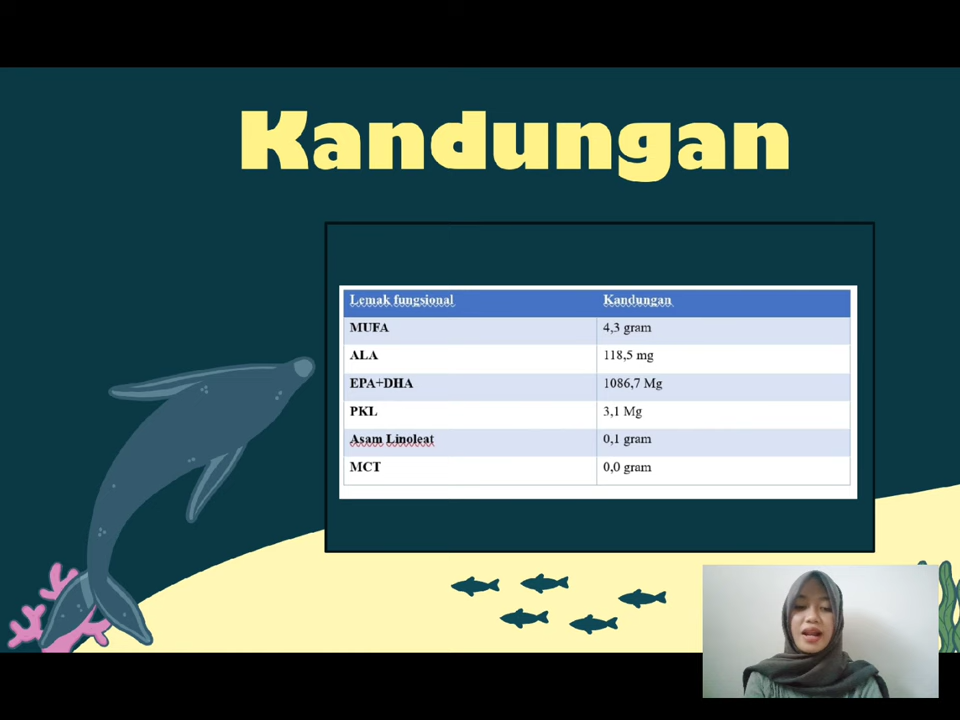 Kandungan
Lemak fungsional Kandungan
MUFA 4,3 gram
ALA 118,5 mg
EPA+DHA 1086,7 Mg
PKL 3,1 Mg
Asam Linoleat 0,1 gram
MCT 0,0 gram